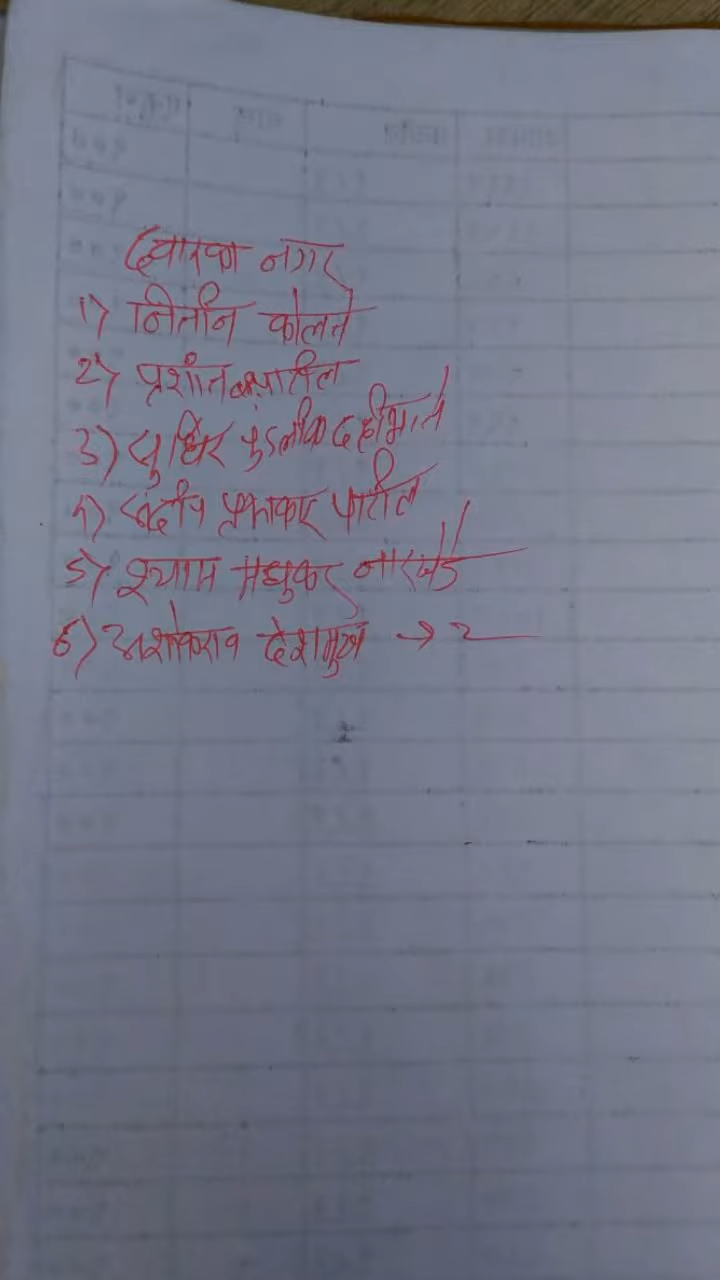 द्वारका नगर
1) नितीन कोलते
2) प्रशांत पाटील
3) सुधिर पुंडलीक दहीभाते
4) संदीप प्रभाकर पाटील
5) श्याम मधुकर नारखेडे
6) अशोकराव देशमुख → 2